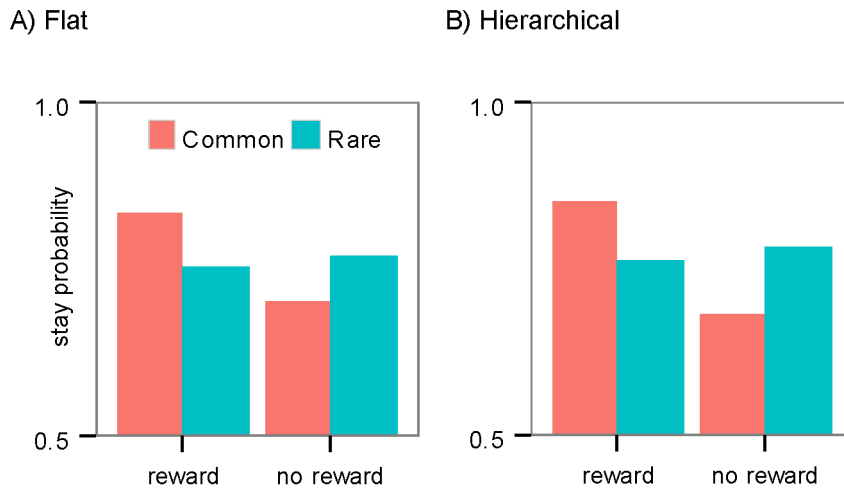 A) Flat
B) Hierarchical
1.0
Common
Rare
stay probability
0.5
reward
no reward
1.0
0.5
reward
no reward